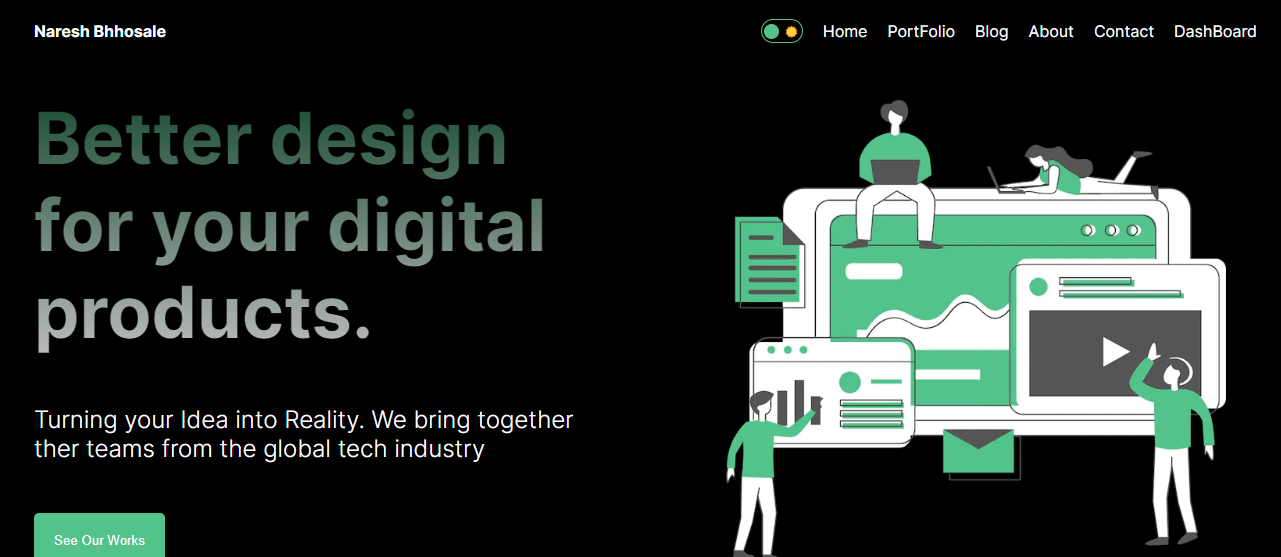 Naresh Bhhosale
Home PortFolio Blog About Contact DashBoard
Better design
for your digital
products.
Turning your Idea into Reality. We bring together
ther teams from the global tech industry
See Our Works